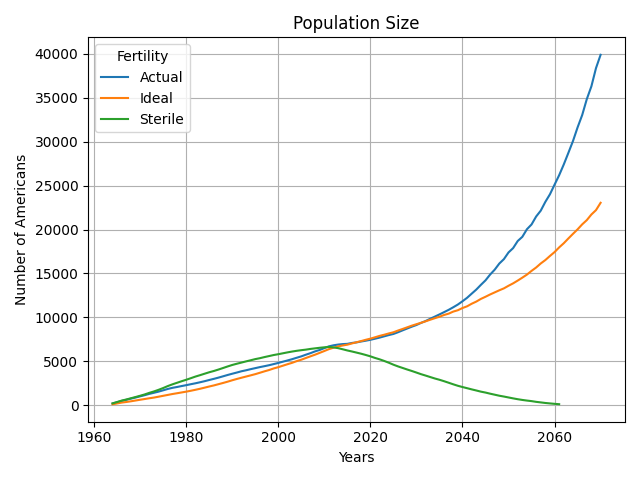 Population Size
Fertility
Actual
Ideal
Sterile
Number of Americans
40000
35000
30000
25000
20000
15000
10000
5000
0
1960
1980
2000
2020
2040
2060
Years